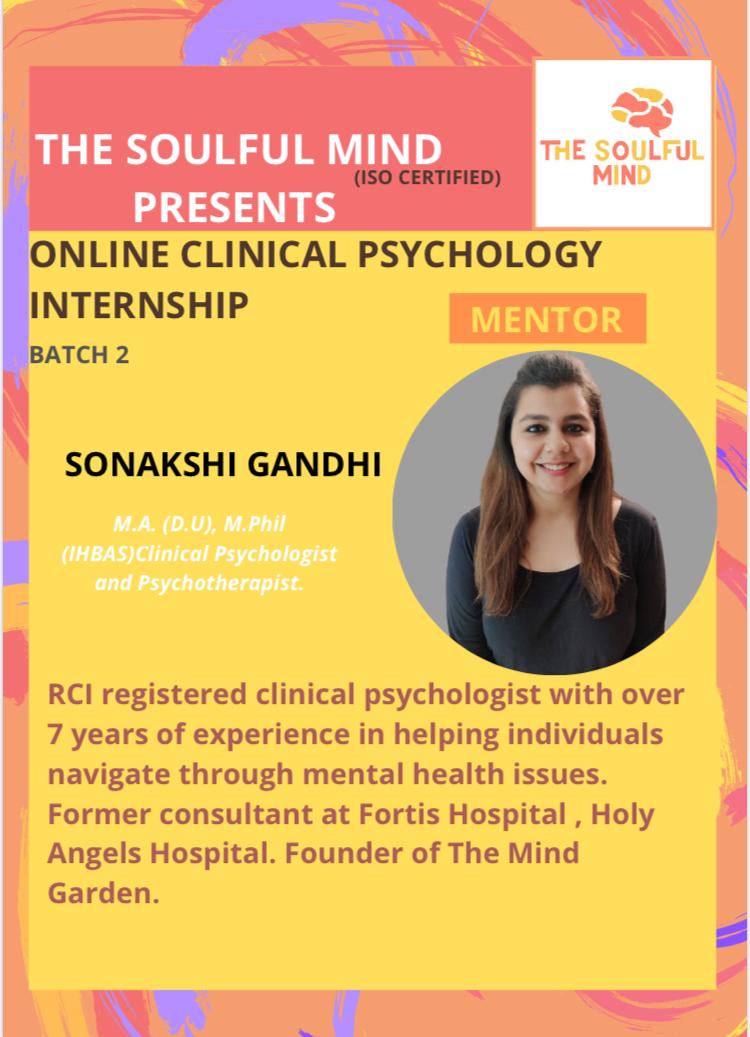 THE SOULFUL MIND
(ISO CERTIFIED)
PRESENTS
THE SOULFUL
MIND
ONLINE CLINICAL PSYCHOLOGY
INTERNSHIP
MENTOR
BATCH 2
SONAKSHI GANDHI
M.A. (D.U), M.Phil
(IHBAS)Clinical Psychologist
and Psychotherapist.
RCI registered clinical psychologist with over
7 years of experience in helping individuals
navigate through mental health issues.
Former consultant at Fortis Hospital , Holy
Angels Hospital. Founder of The Mind
Garden.